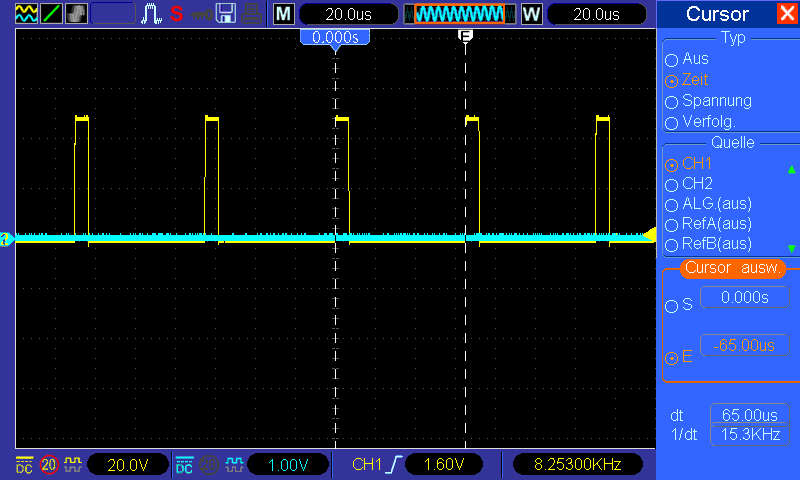 S M 20.0us W 20.0us Cursor
0.000s
E
Typ
Aus
Zeit
Spannung
Verfolg.
Quelle
CH1
CH2
ALG.(aus)
RefA(aus)
RefB(aus)
Cursor ausw.
S 0.000s
E -65.00us
dt 65.00us
1/dt 15.3KHz
DC 20 20.0V DC 20 1.00V CH1 1.60V 8.25300KHz